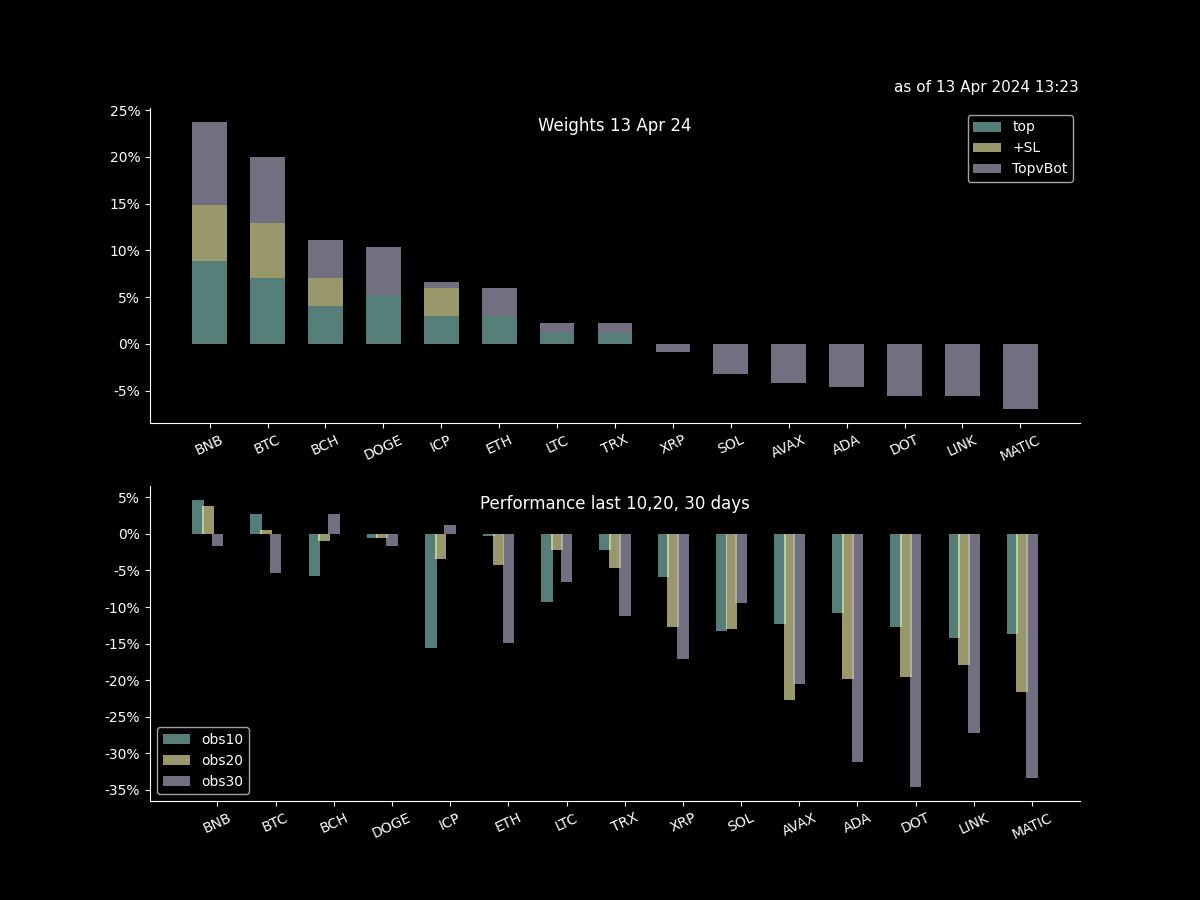 as of 13 Apr 2024 13:23
Weights 13 Apr 24
25%
20%
15%
10%
5%
0%
-5%
top
+SL
TopvBot
BNB BTC BCH DOGE ICP ETH LTC TRX XRP SOL AVAX ADA DOT LINK MATIC
Performance last 10,20, 30 days
5%
0%
-5%
-10%
-15%
-20%
-25%
-30%
-35%
obs10
obs20
obs30
BNB BTC BCH DOGE ICP ETH LTC TRX XRP SOL AVAX ADA DOT LINK MATIC